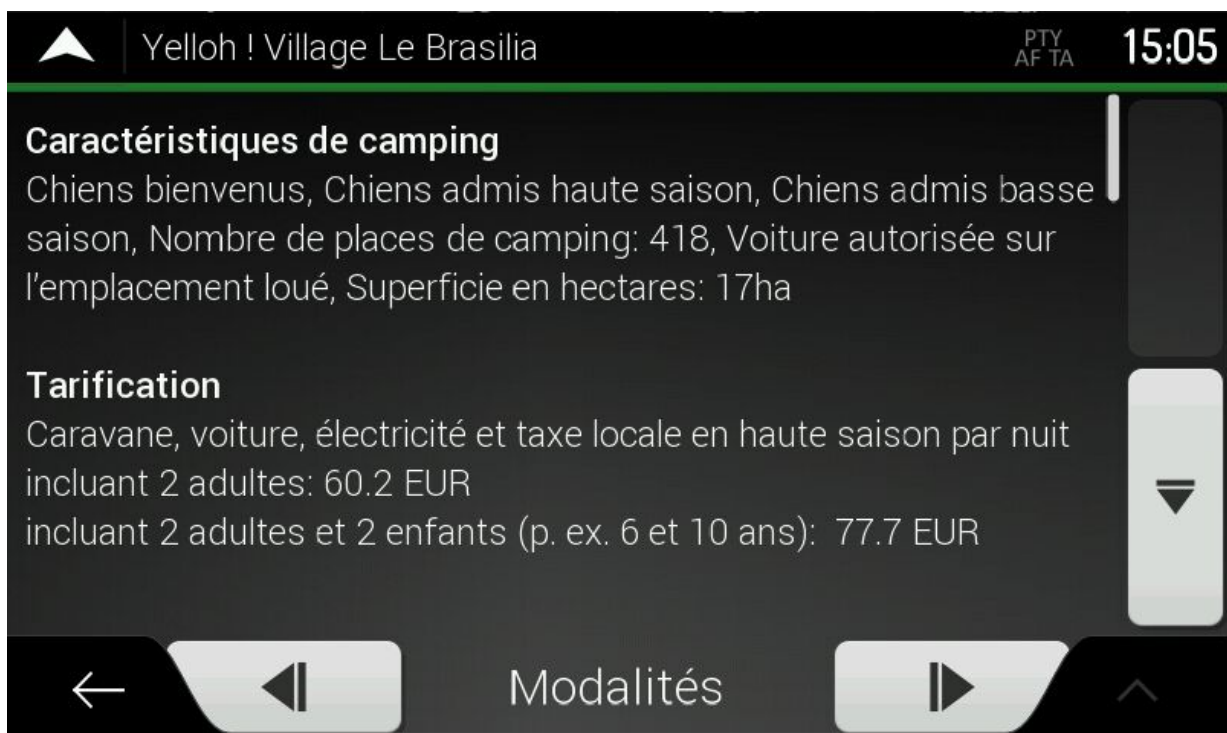 Yelloh ! Village Le Brasilia
PTY
AF TA
15:05
Caractéristiques de camping
Chiens bienvenus, Chiens admis haute saison, Chiens admis basse
saison, Nombre de places de camping: 418, Voiture autorisée sur
l'emplacement loué, Superficie en hectares: 17ha
Tarification
Caravane, voiture, électricité et taxe locale en haute saison par nuit
incluant 2 adultes: 60.2 EUR
incluant 2 adultes et 2 enfants (p. ex. 6 et 10 ans): 77.7 EUR
Modalités